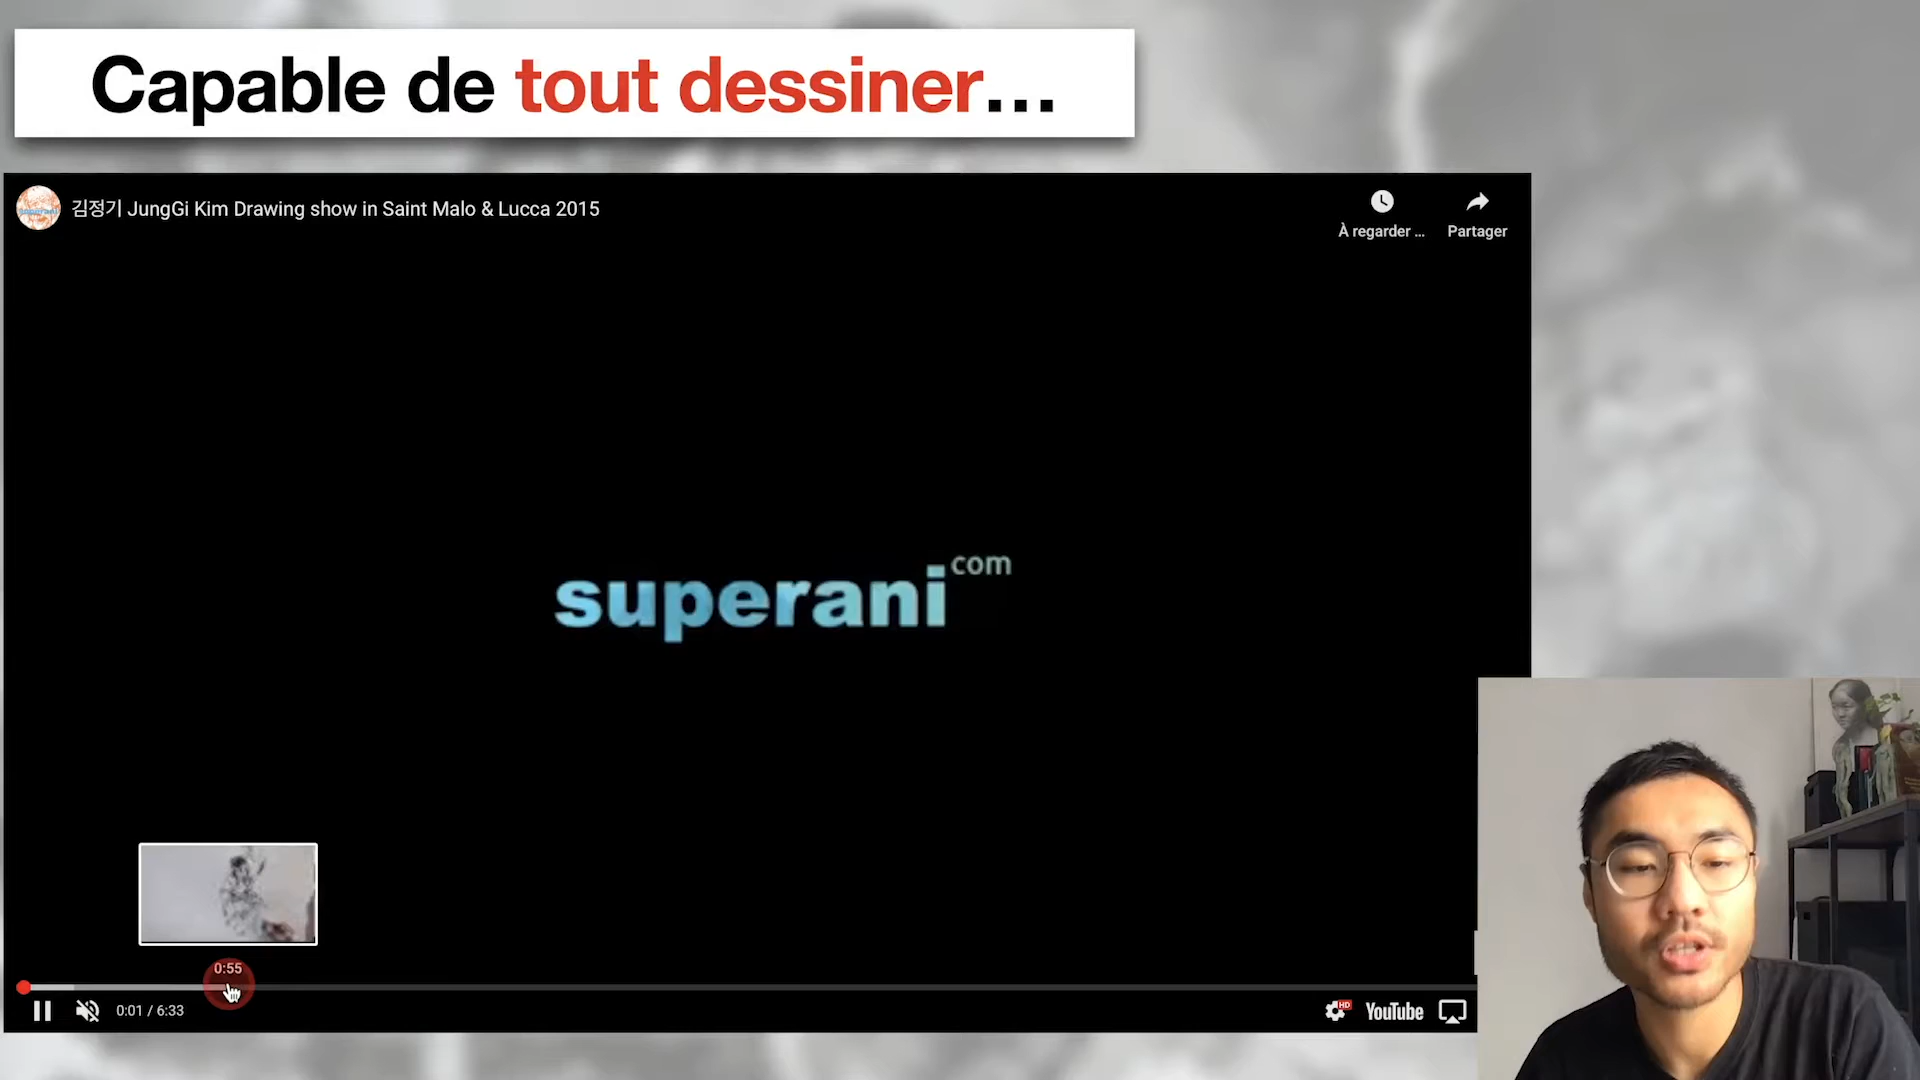 Capable de tout dessiner...
김정기 JungGi Kim Drawing show in Saint Malo & Lucca 2015
À regarder ...
Partager
superani com
0:55
0:01 / 6:33
HD
YouTube